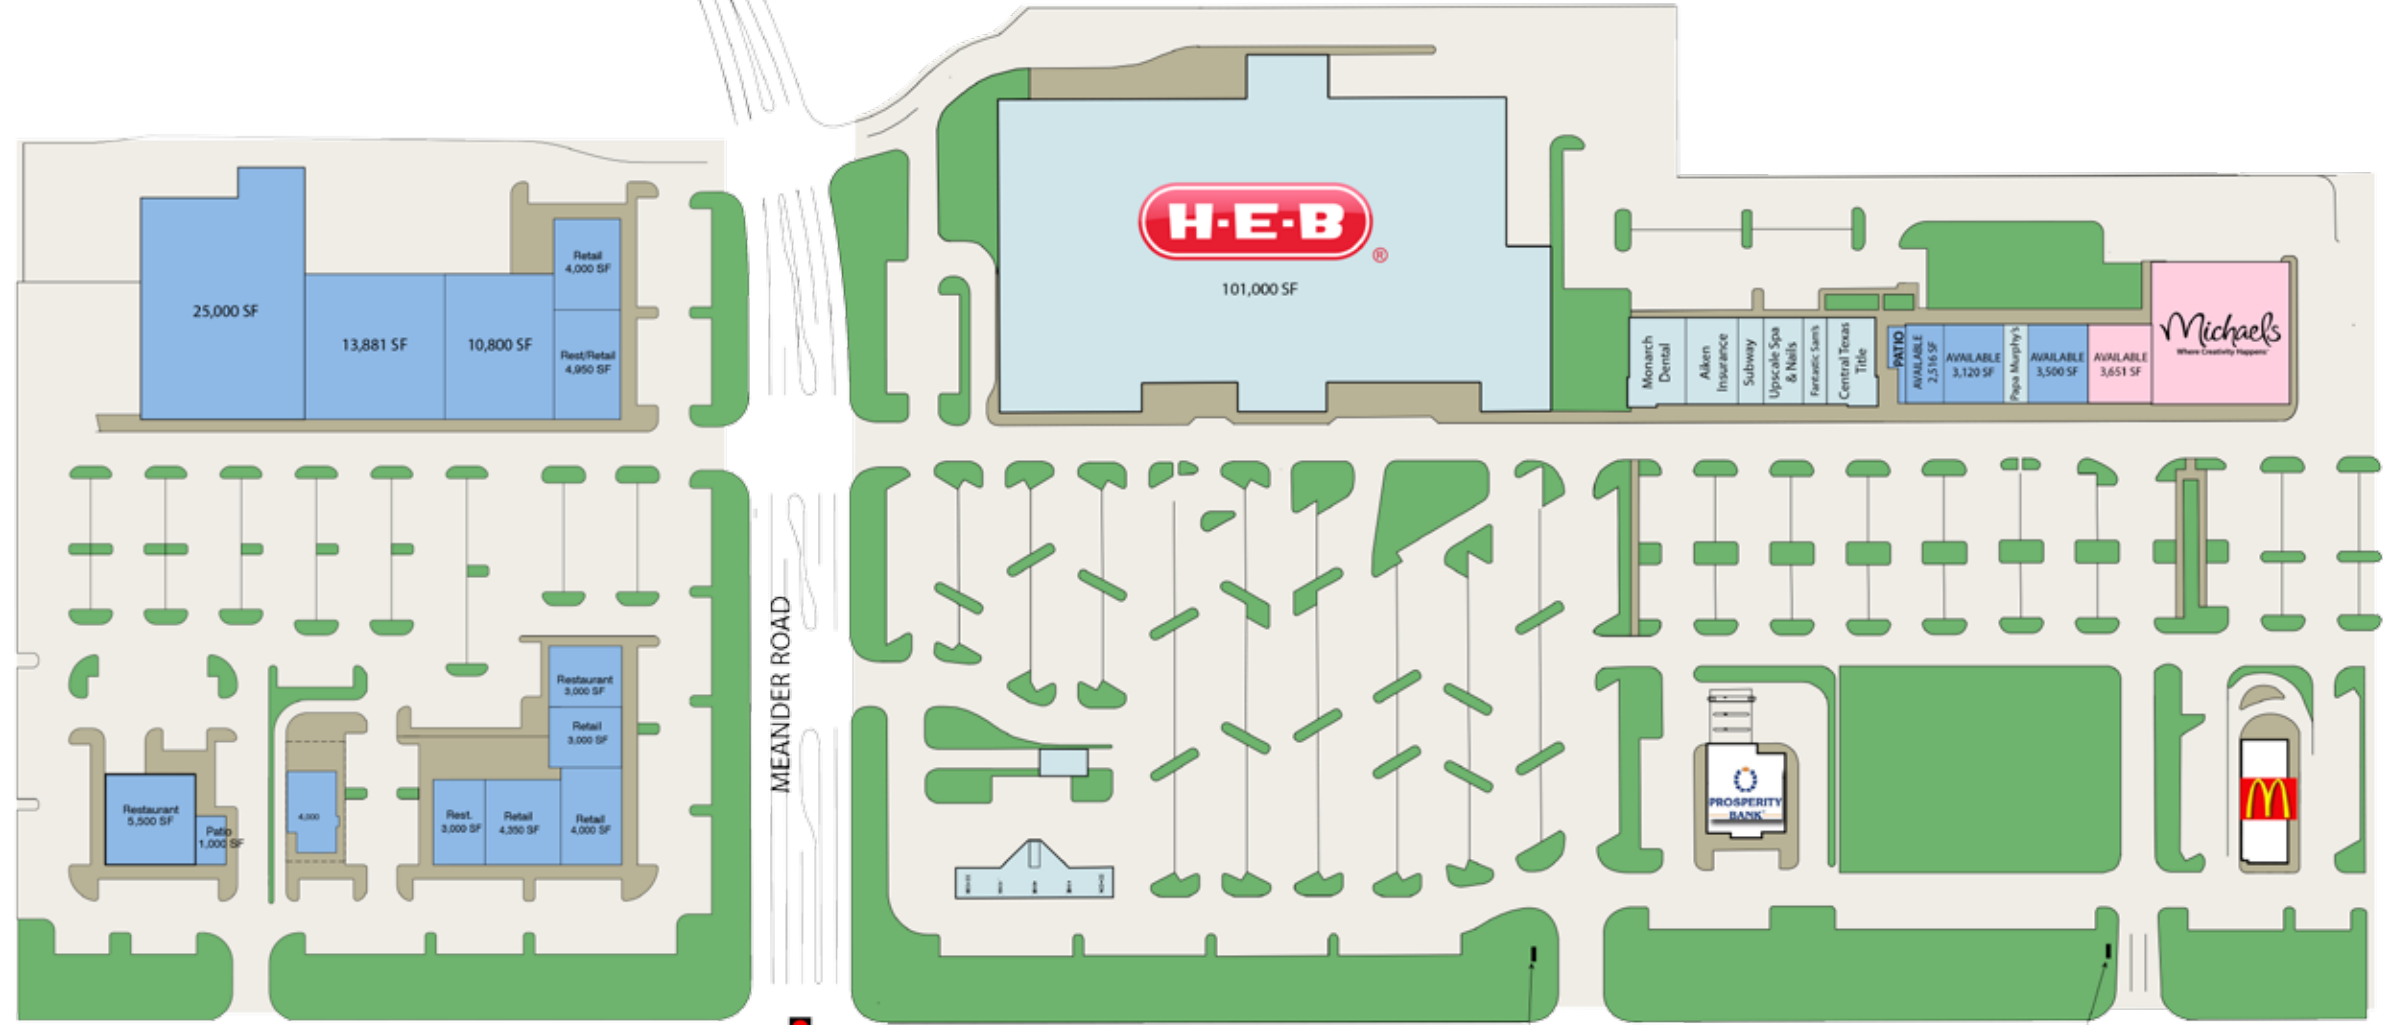 H-E-B
®
101,000 SF
25,000 SF
13,881 SF
10,800 SF
Retail
4,000 SF
Rest/Retail
4,950 SF
Monarch
Dental
Aiken
Insurance
Subway
Upscale Spa
& Nails
Fantastic Sam's
Central Texas
Title
PATIO
AVAILABLE
2,516 SF
AVAILABLE
3,120 SF
Papa Murphy's
AVAILABLE
3,500 SF
AVAILABLE
3,651 SF
Michaels
Where Creativity Happens
MEANDER ROAD
Restaurant
5,500 SF
Patio
1,000 SF
4,000
Restaurant
3,000 SF
Retail
3,000 SF
Rest.
3,000 SF
Retail
4,350 SF
Retail
4,000 SF
PROSPERITY
BANK